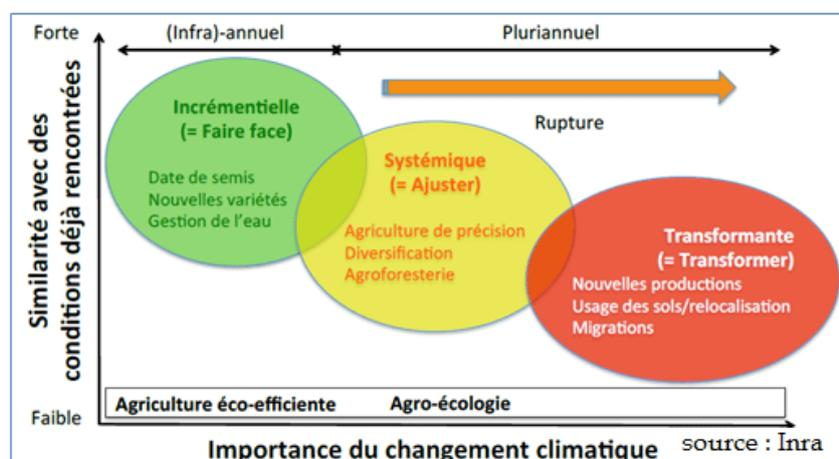 Forte
(Infra)-annuel
Pluriannuel
Similarité avec des
conditions déjà rencontrées
Incrémentielle
(= Faire face)
Date de semis
Nouvelles variétés
Gestion de l'eau
Rupture
Systémique
(= Ajuster)
Agriculture de précision
Diversification
Agroforesterie
Transformante
(= Transformer)
Nouvelles productions
Usage des sols/relocalisation
Migrations
Agriculture éco-efficiente
Agro-écologie
Faible
Importance du changement climatique
source : Inra